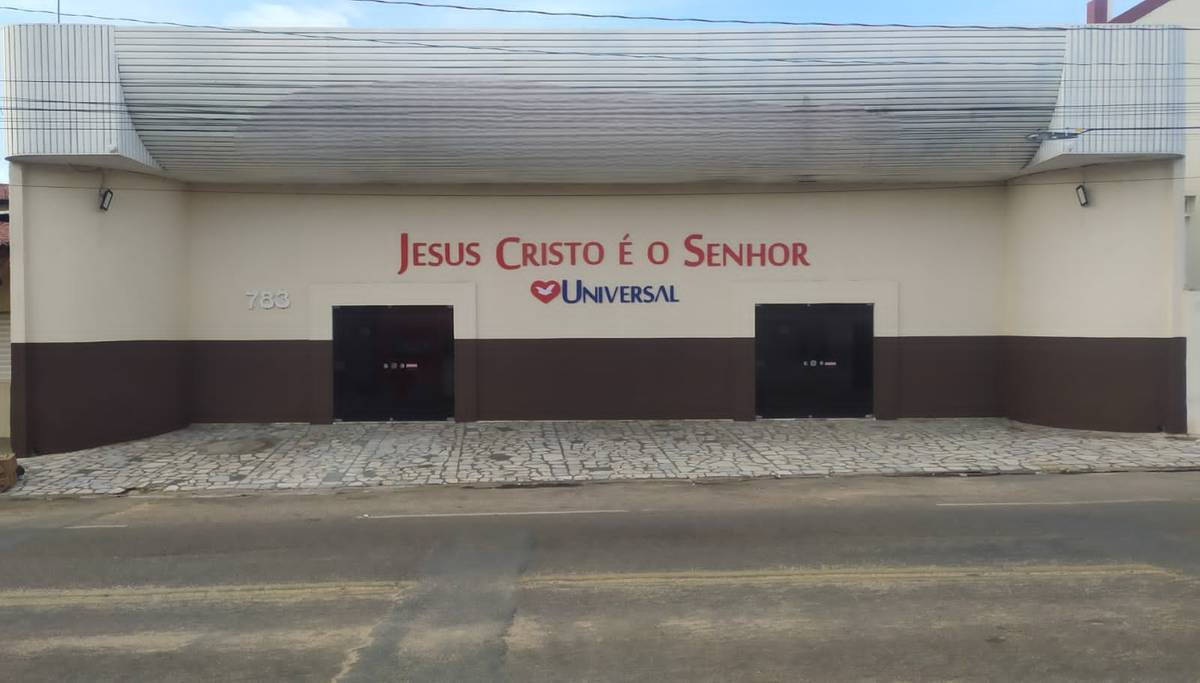 JESUS CRISTO É O SENHOR
UNIVERSAL
783